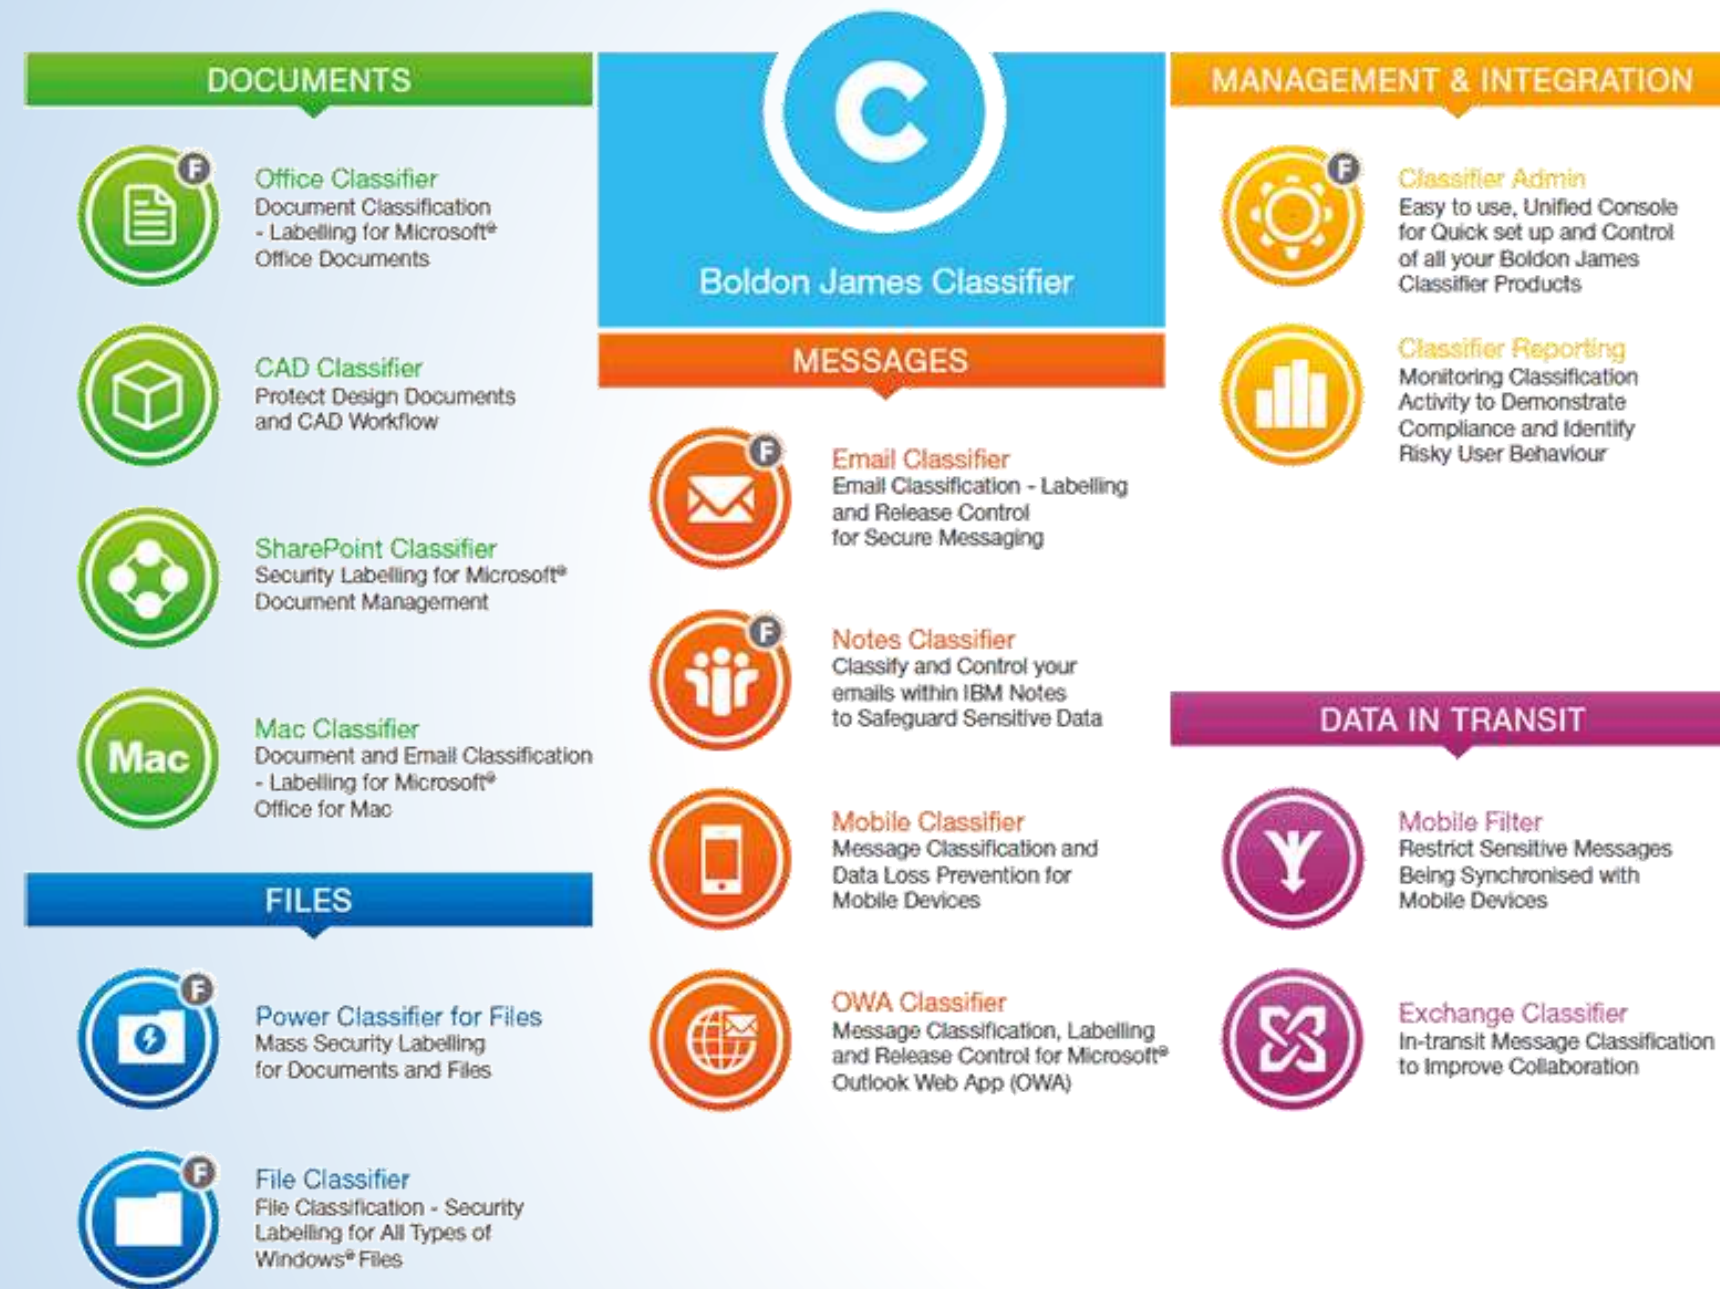 DOCUMENTS
F
Office Classifier
Document Classification
- Labelling for Microsoft®
Office Documents
CAD Classifier
Protect Design Documents
and CAD Workflow
SharePoint Classifier
Security Labelling for Microsoft®
Document Management
Mac
Mac Classifier
Document and Email Classification
- Labelling for Microsoft®
Office for Mac
FILES
F
Power Classifier for Files
Mass Security Labelling
for Documents and Files
F
File Classifier
File Classification - Security
Labelling for All Types of
Windows® Files
C
Boldon James Classifier
MESSAGES
F
Email Classifier
Email Classification - Labelling
and Release Control
for Secure Messaging
F
Notes Classifier
Classify and Control your
emails within IBM Notes
to Safeguard Sensitive Data
Mobile Classifier
Message Classification and
Data Loss Prevention for
Mobile Devices
OWA Classifier
Message Classification, Labelling
and Release Control for Microsoft®
Outlook Web App (OWA)
MANAGEMENT & INTEGRATION
F
Classifier Admin
Easy to use, Unified Console
for Quick set up and Control
of all your Boldon James
Classifier Products
Classifier Reporting
Monitoring Classification
Activity to Demonstrate
Compliance and Identify
Risky User Behaviour
DATA IN TRANSIT
Mobile Filter
Restrict Sensitive Messages
Being Synchronised with
Mobile Devices
Exchange Classifier
In-transit Message Classification
to Improve Collaboration